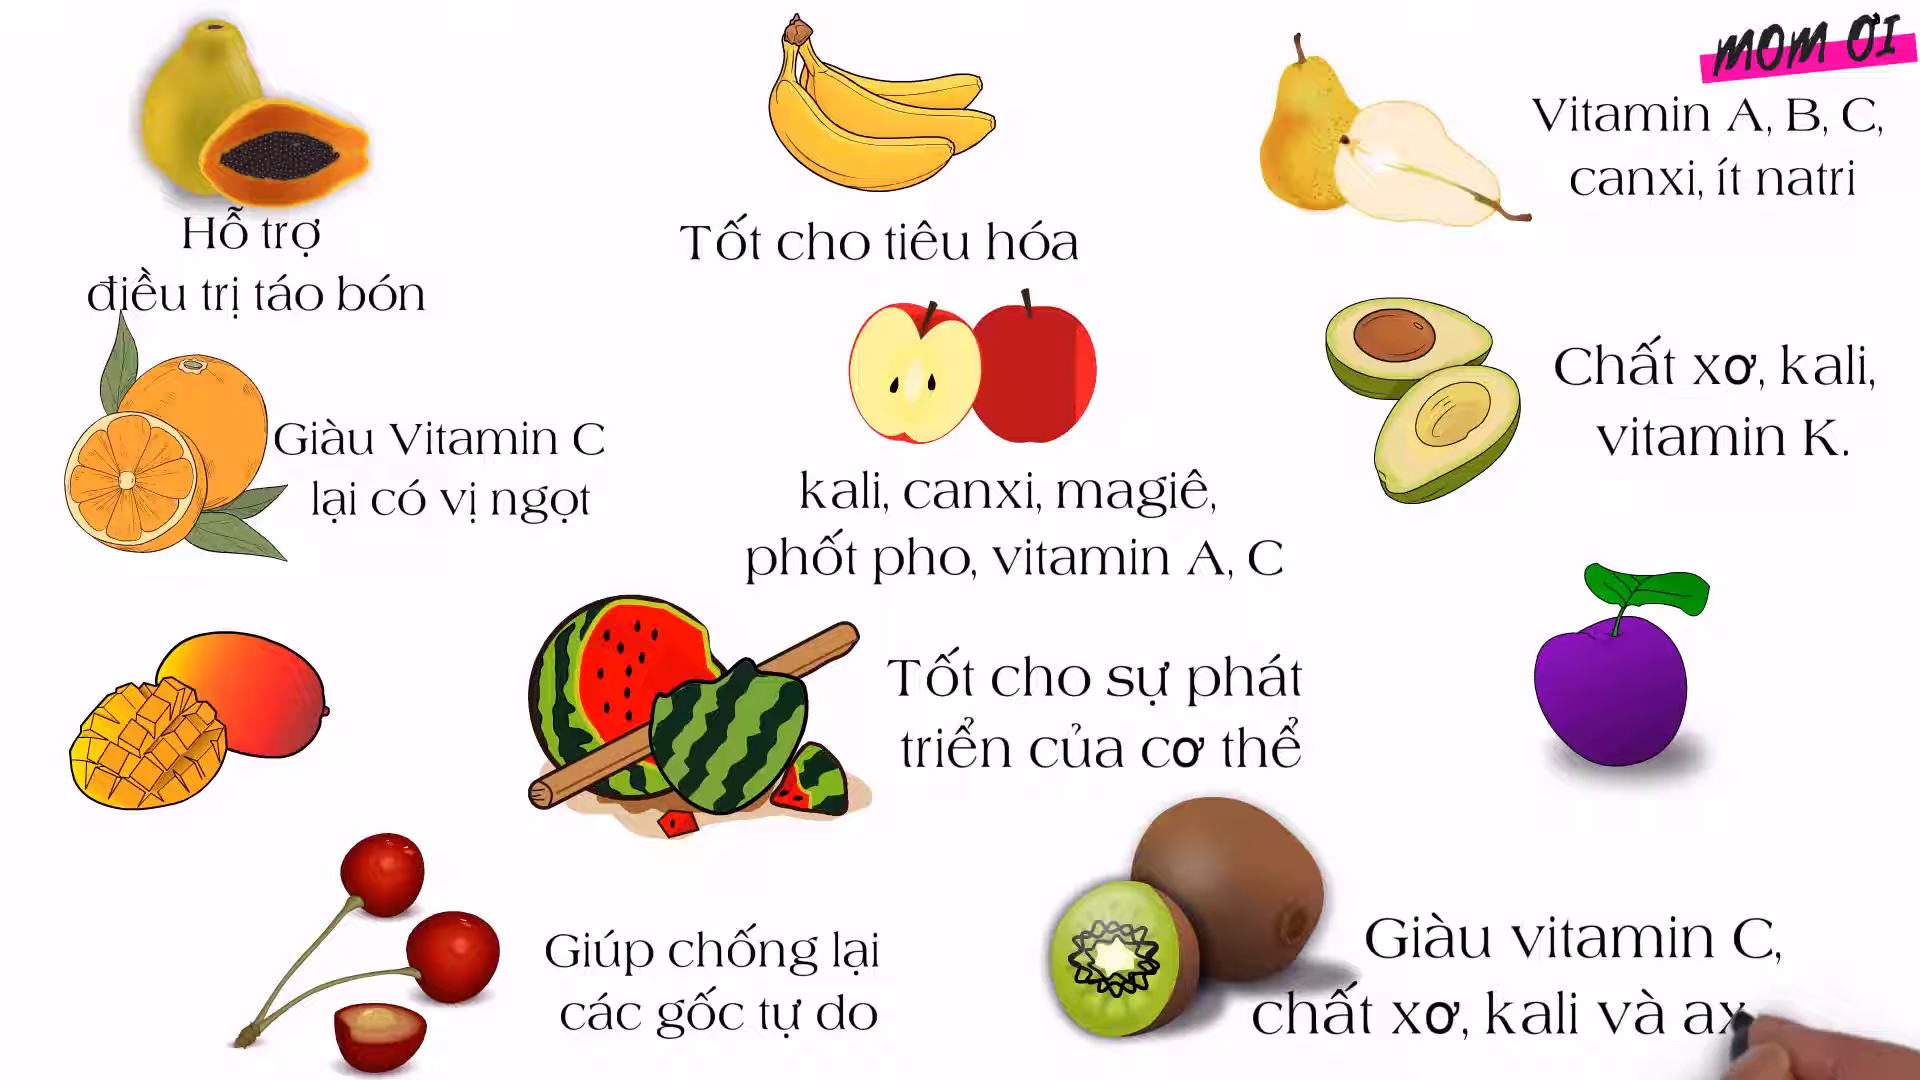 MOM ƠI
Hỗ trợ
điều trị táo bón
Tốt cho tiêu hóa
Vitamin A, B, C,
canxi, ít natri
Giàu Vitamin C
lại có vị ngọt
kali, canxi, magiê,
phốt pho, vitamin A, C
Chất xơ, kali,
vitamin K.
Tốt cho sự phát
triển của cơ thể
Giúp chống lại
các gốc tự do
Giàu vitamin C,
chất xơ, kali và ax